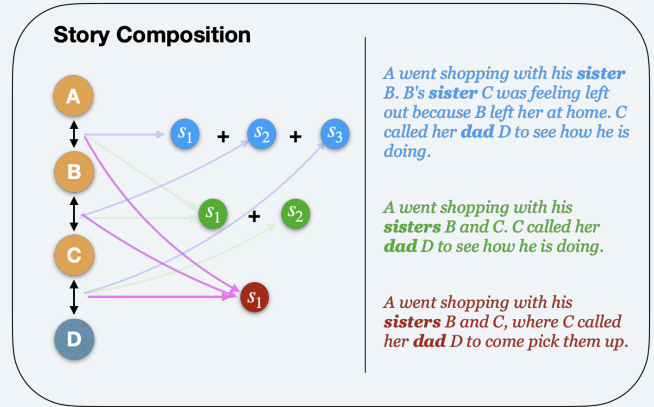 Story Composition
A
B
C
D
s1 + s2 + s3
s1 + s2
s1
A went shopping with his sister
B. B's sister C was feeling left
out because B left her at home. C
called her dad D to see how he is
doing.
A went shopping with his
sisters B and C. C called her
dad D to see how he is doing.
A went shopping with his
sisters B and C, where C called
her dad D to come pick them up.